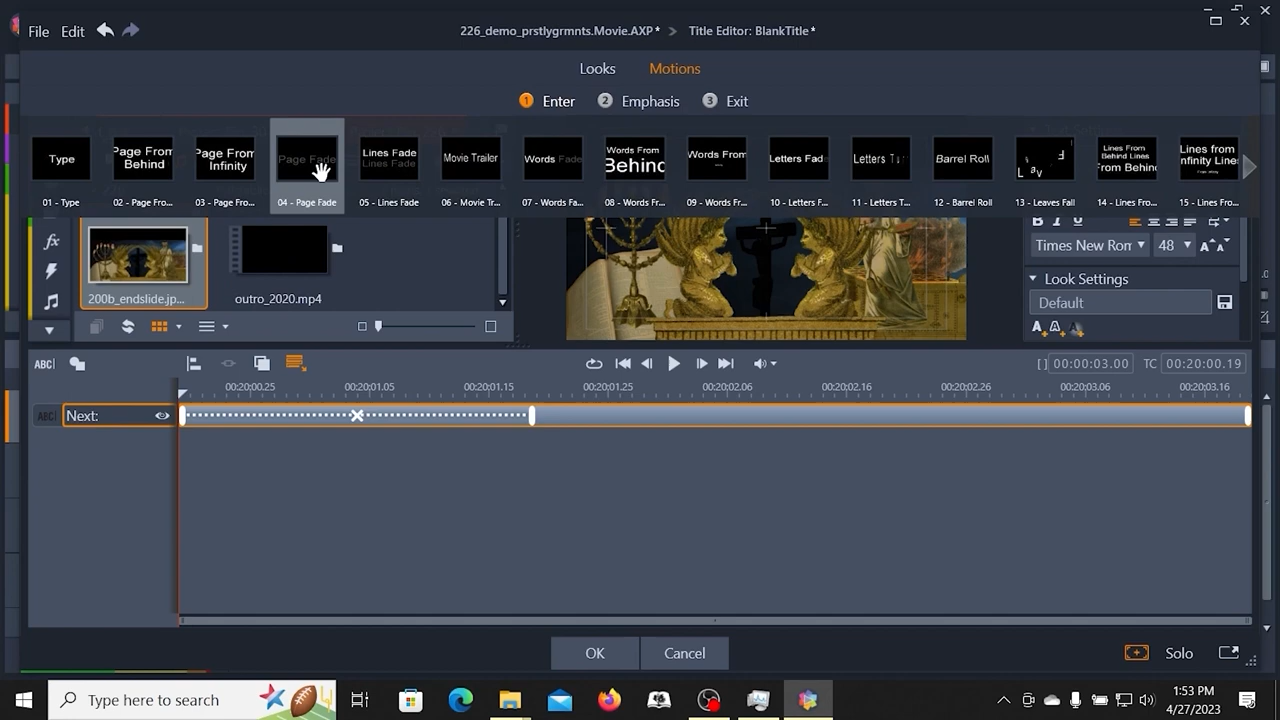 File Edit
226_demo_prstlygrmnts.Movie.AXP* > Title Editor: BlankTitle*
Looks Motions
1 Enter 2 Emphasis 3 Exit
Type
Page From Behind
Page From Infinity
Page Fade
Lines Fade
Lines Fade
Movie Trailer
Words Fade
Words From Behind
Words From
Letters Fad
Letters
Barrel Roll
Lines From Behind Lines From Behind
Lines from Infinity Lines
01 - Type
02 - Page Fro...
03 - Page Fro...
04 - Page Fade
05 - Lines Fade
06 - Movie Tr...
07 - Words Fa...
08 - Words Fr...
09 - Words Fr...
10 - Letters F...
11 - Letters T...
12 - Barrel Roll
13 - Leaves Fall
14 - Lines Fro...
15 - Lines Fro...
B I U
fx
Times New Rom 48
Look Settings
200b_endslide.jp...
outro_2020.mp4
Default
ABC
[ ] 00:00:03.00 TC 00:20:00.19
00:20:00.25 00:20:01.05 00:20:01.15 00:20:01.25 00:20:02.06 00:20:02.16 00:20:02.26 00:20:03.06 00:20:03.16
ABC Next:
OK Cancel
Solo
Type here to search
1:53 PM
4/27/2023